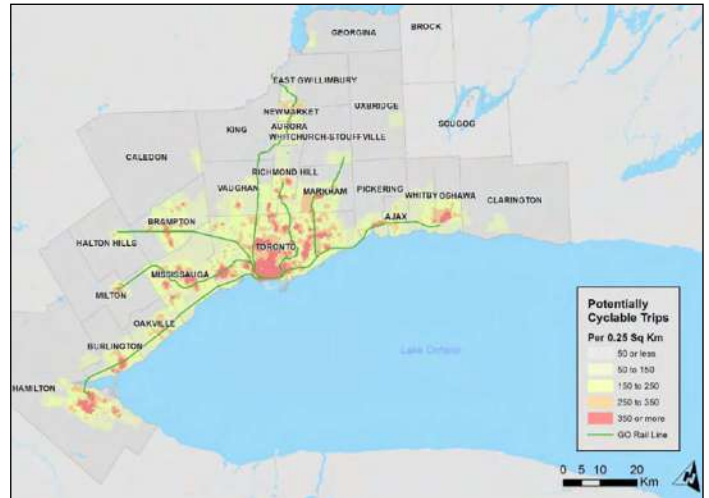 GEORGINA
BROCK
EAST GWILLIMBURY
NEWMARKET
UXBRIDGE
AURORA
KING
SCUGOG
WHITCHURCH-STOUFFVILLE
CALEDON
RICHMOND HILL
VAUGHAN
MARKHAM
PICKERING
WHITBY
OSHAWA
CLARINGTON
BRAMPTON
AJAX
HALTON HILLS
TORONTO
MISSISSAUGA
MILTON
OAKVILLE
BURLINGTON
HAMILTON
Lake Ontario
Potentially
Cyclable Trips
Per 0.25 Sq Km
50 or less
50 to 150
150 to 250
250 to 350
350 or more
GO Rail Line
0 5 10 20
Km
N